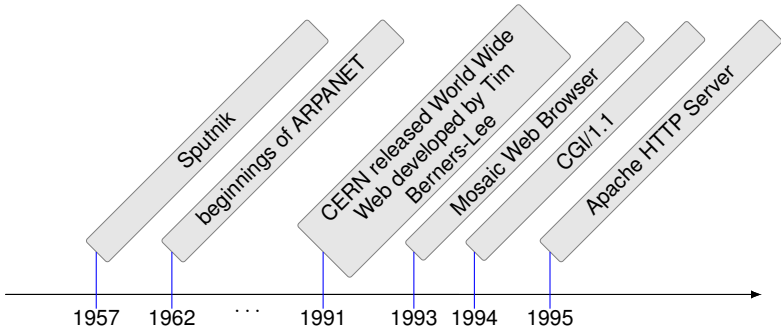 Sputnik
beginnings of ARPANET
CERN released World Wide
Web developed by Tim
Berners-Lee
Mosaic Web Browser
CGI/1.1
Apache HTTP Server
1957
1962
...
1991
1993
1994
1995